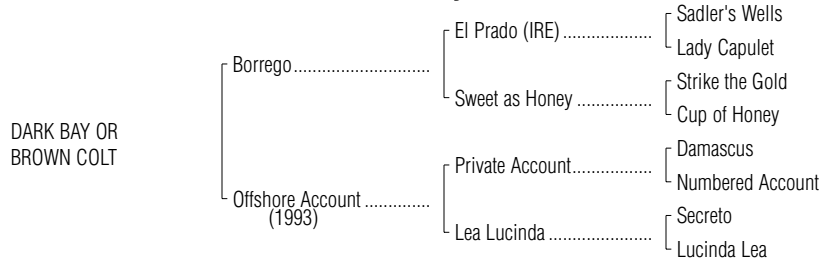 Sadler's Wells
El Prado (IRE) ...................
Lady Capulet
Borrego.............................
Strike the Gold
Sweet as Honey ................
Cup of Honey
DARK BAY OR
BROWN COLT
Damascus
Private Account.................
Numbered Account
Offshore Account ..............
(1993)
Secreto
Lea Lucinda ......................
Lucinda Lea